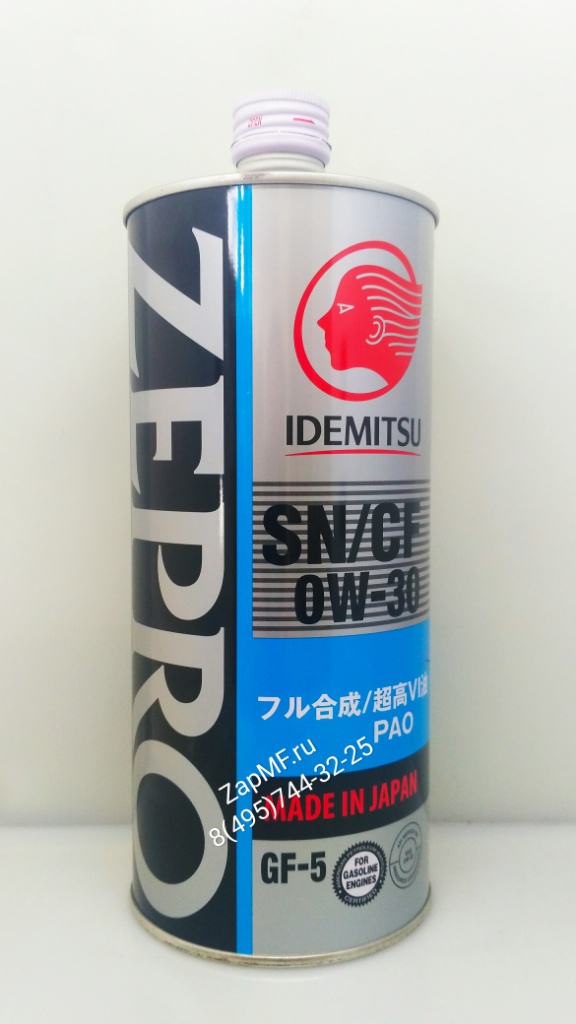 ZEPRO
IDEMITSU
SN/CF
0W-30
フル合成/超高VI油
PAO
ZapMF.ru
8(495)744-32-25
MADE IN JAPAN
GF-5
FOR
GASOLINE
ENGINES
CERTIFIED